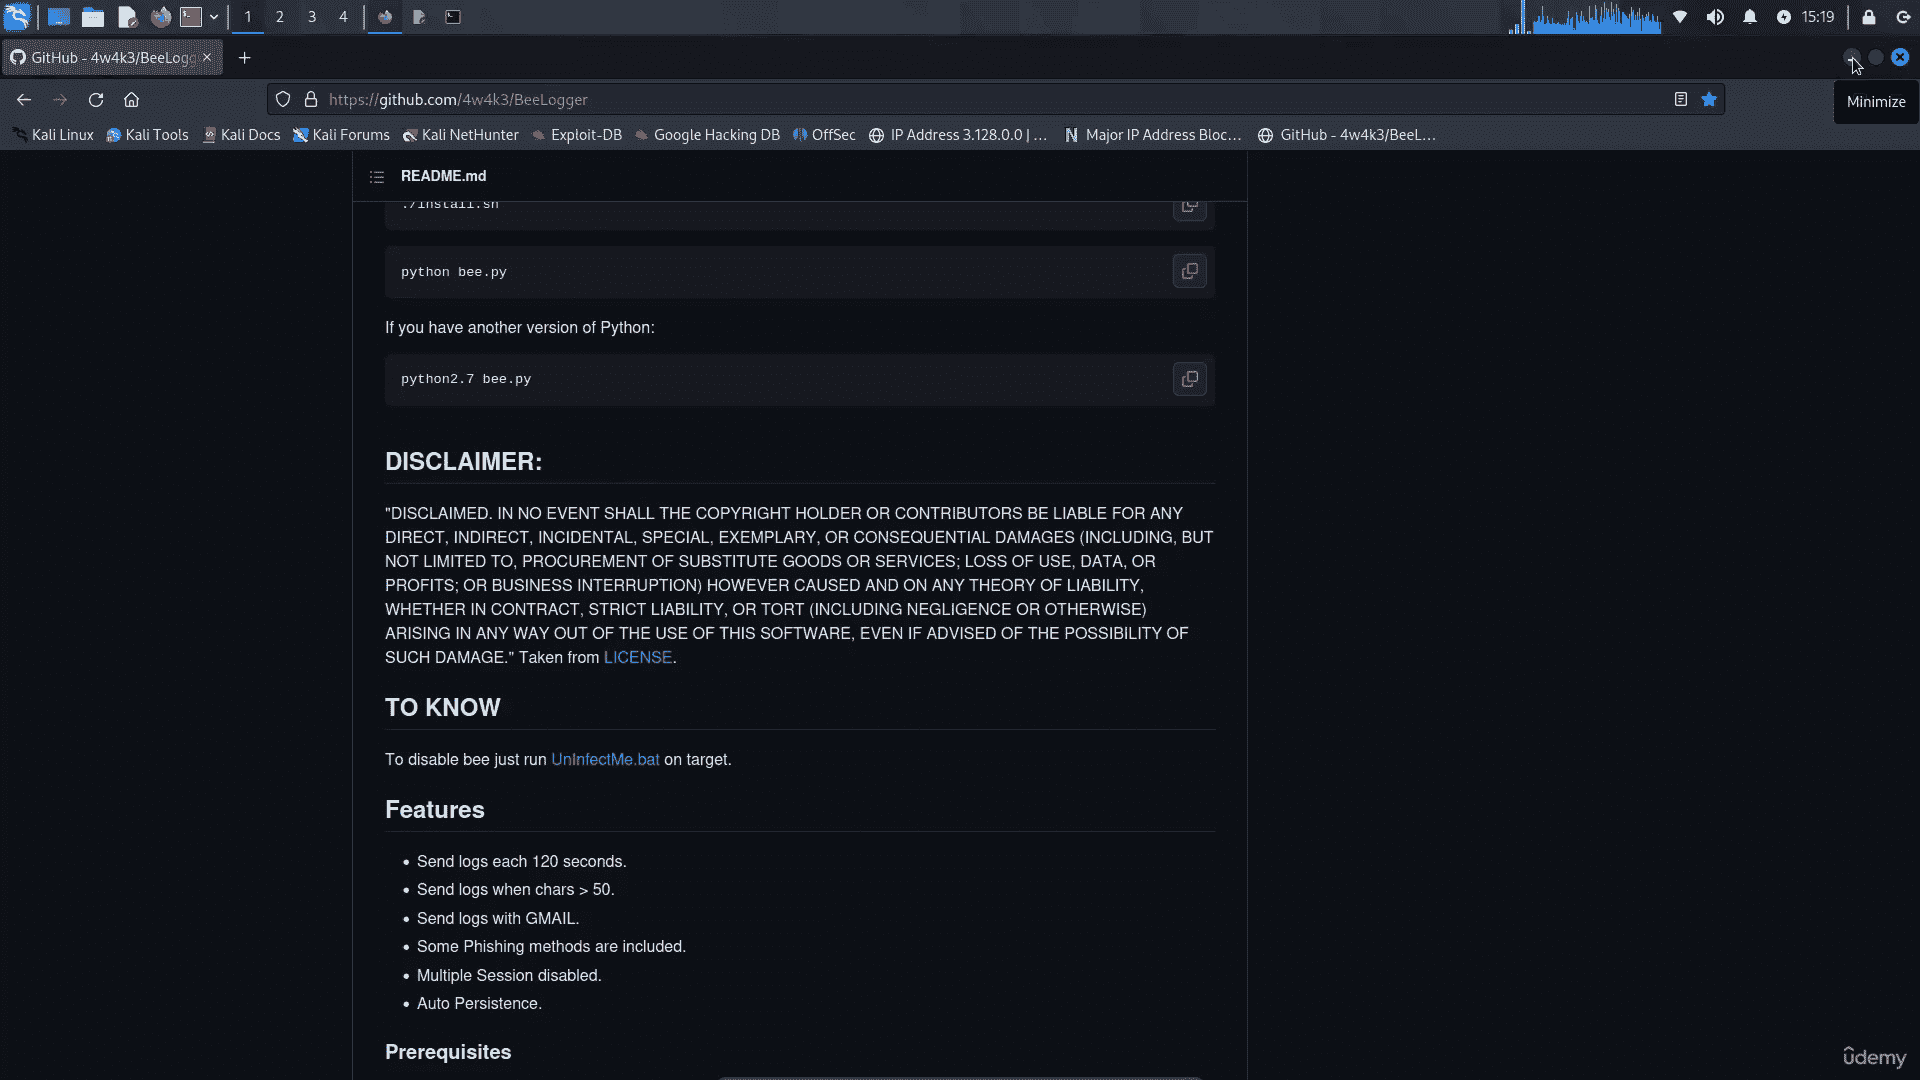 1 2 3 4 15:19
GitHub - 4w4k3/BeeLogg
https://github.com/4w4k3/BeeLogger
Minimize
Kali Linux Kali Tools Kali Docs Kali Forums Kali NetHunter Exploit-DB Google Hacking DB OffSec IP Address 3.128.0.0 | ... Major IP Address Bloc... GitHub - 4w4k3/BeeL...
README.md
./install.sh
python bee.py
If you have another version of Python:
python2.7 bee.py
DISCLAIMER:
"DISCLAIMED. IN NO EVENT SHALL THE COPYRIGHT HOLDER OR CONTRIBUTORS BE LIABLE FOR ANY
DIRECT, INDIRECT, INCIDENTAL, SPECIAL, EXEMPLARY, OR CONSEQUENTIAL DAMAGES (INCLUDING, BUT
NOT LIMITED TO, PROCUREMENT OF SUBSTITUTE GOODS OR SERVICES; LOSS OF USE, DATA, OR
PROFITS; OR BUSINESS INTERRUPTION) HOWEVER CAUSED AND ON ANY THEORY OF LIABILITY,
WHETHER IN CONTRACT, STRICT LIABILITY, OR TORT (INCLUDING NEGLIGENCE OR OTHERWISE)
ARISING IN ANY WAY OUT OF THE USE OF THIS SOFTWARE, EVEN IF ADVISED OF THE POSSIBILITY OF
SUCH DAMAGE." Taken from LICENSE.
TO KNOW
To disable bee just run UnInfectMe.bat on target.
Features
• Send logs each 120 seconds.
• Send logs when chars > 50.
• Send logs with GMAIL.
• Some Phishing methods are included.
• Multiple Session disabled.
• Auto Persistence.
Prerequisites
ûdemy